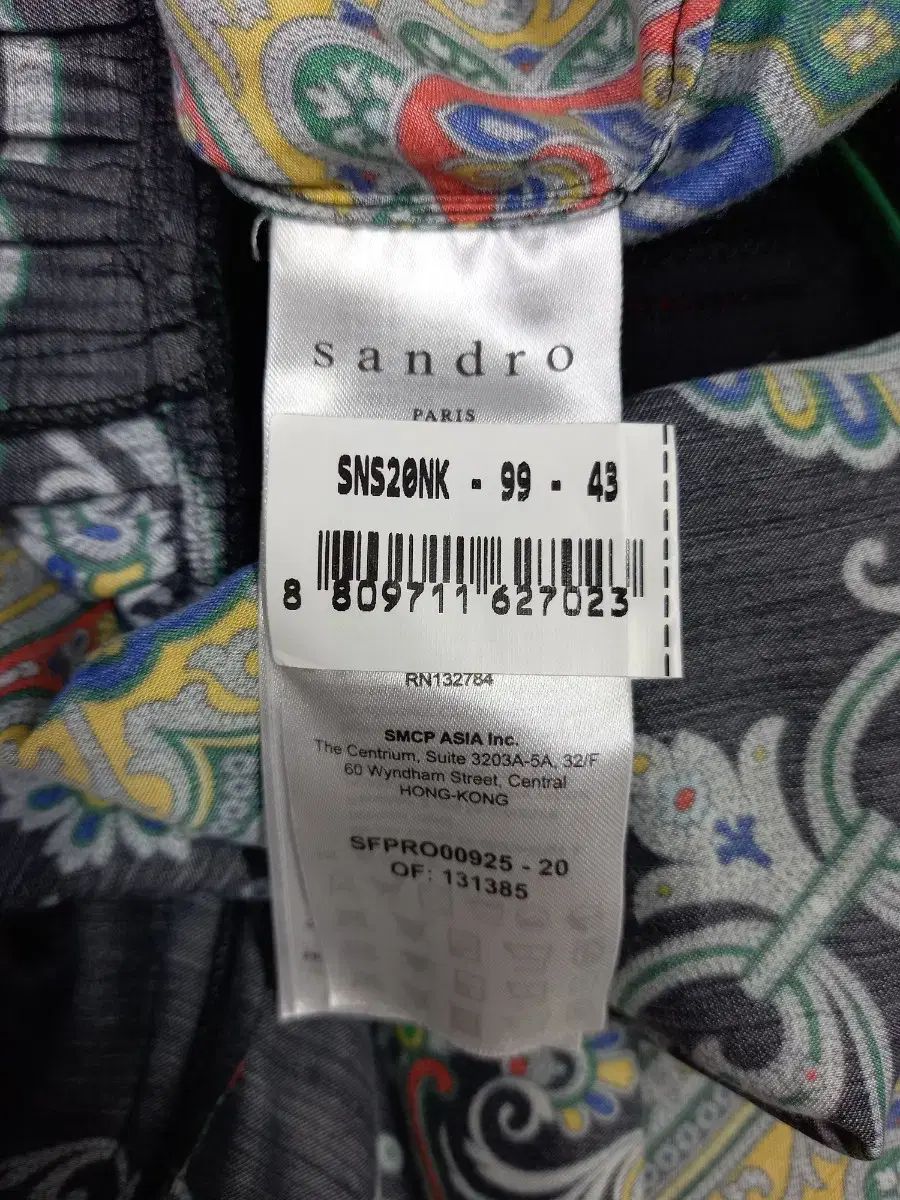 sandro
PARIS
SNS20NK - 99 - 43
8 809711 627023
RN132784
SMCP ASIA Inc.
The Centrium, Suite 3203A-5A, 32/F
60 Wyndham Street, Central
HONG-KONG
SFPRO00925 - 20
OF: 131385